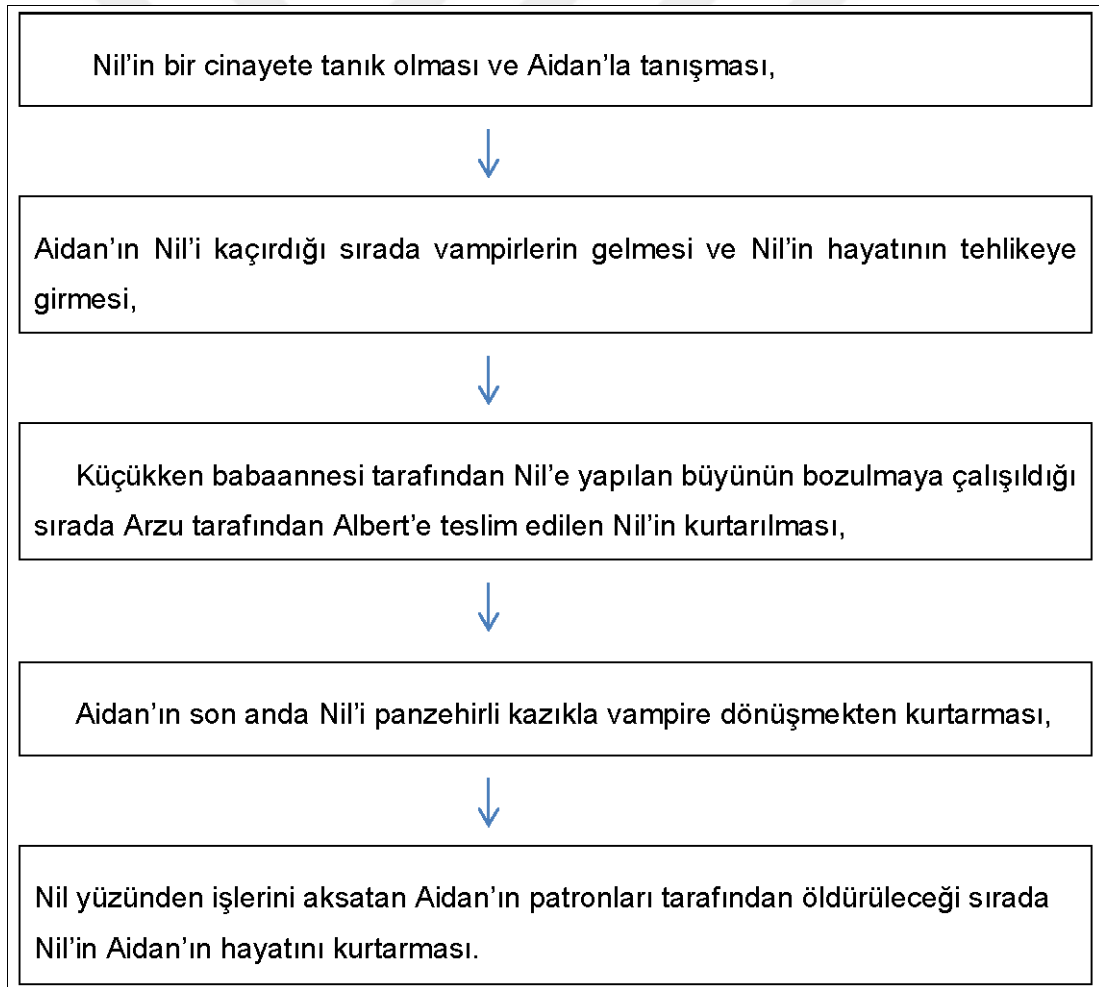 Nil’in bir cinayete tanık olması ve Aidan’la tanışması,
Aidan’ın Nil’i kaçırdığı sırada vampirlerin gelmesi ve Nil’in hayatının tehlikeye
girmesi,
Küçükken babaannesi tarafından Nil’e yapılan büyünün bozulmaya çalışıldığı
sırada Arzu tarafından Albert’e teslim edilen Nil’in kurtarılması,
Aidan’ın son anda Nil’i panzehirli kazıkla vampire dönüşmekten kurtarması,
Nil yüzünden işlerini aksatan Aidan’ın patronları tarafından öldürüleceği sırada
Nil’in Aidan’ın hayatını kurtarması.